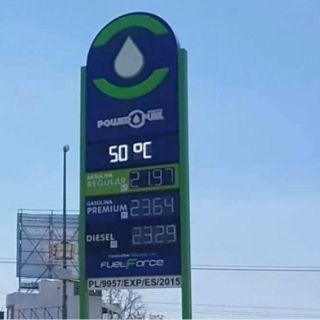 POWER FUEL
50 ºC
GASOLINA
REGULAR 21.97
GASOLINA
PREMIUM 23.64
DIESEL 23.29
FuelForce
PL/9957/EXP/ES/2015